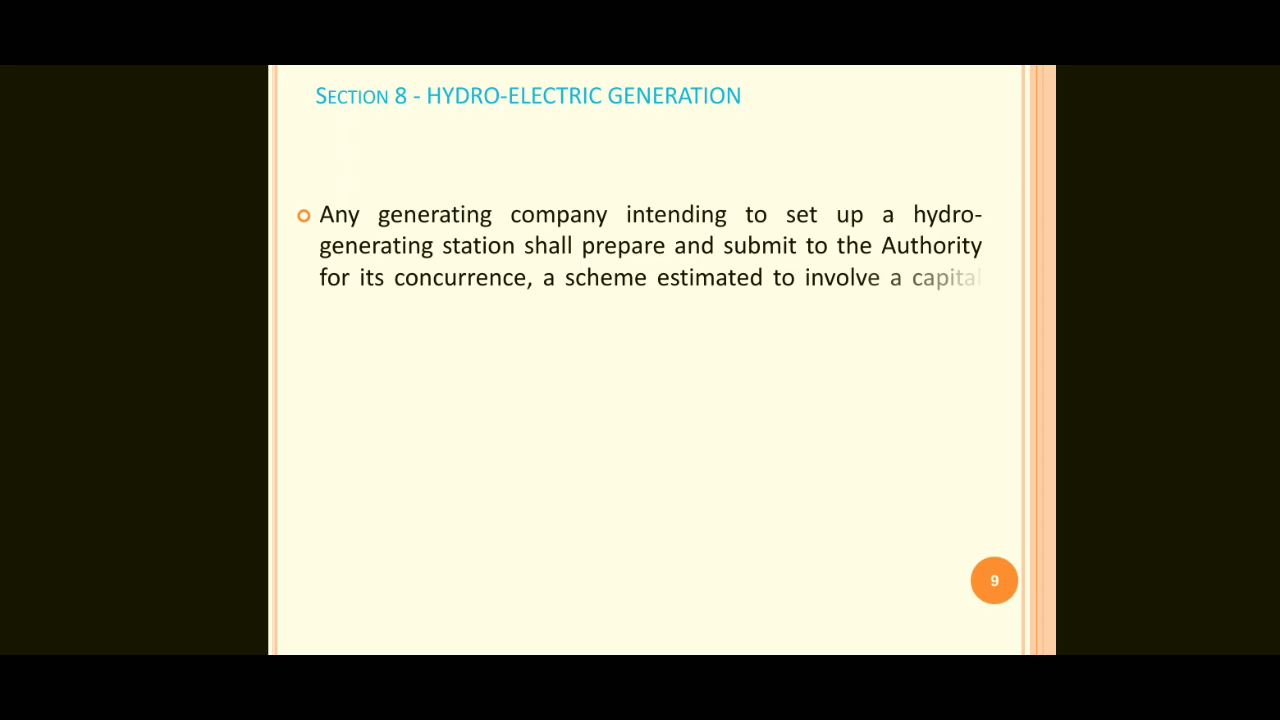 SECTION 8 - HYDRO-ELECTRIC GENERATION
Any generating company intending to set up a hydro-
generating station shall prepare and submit to the Authority
for its concurrence, a scheme estimated to involve a capital
9